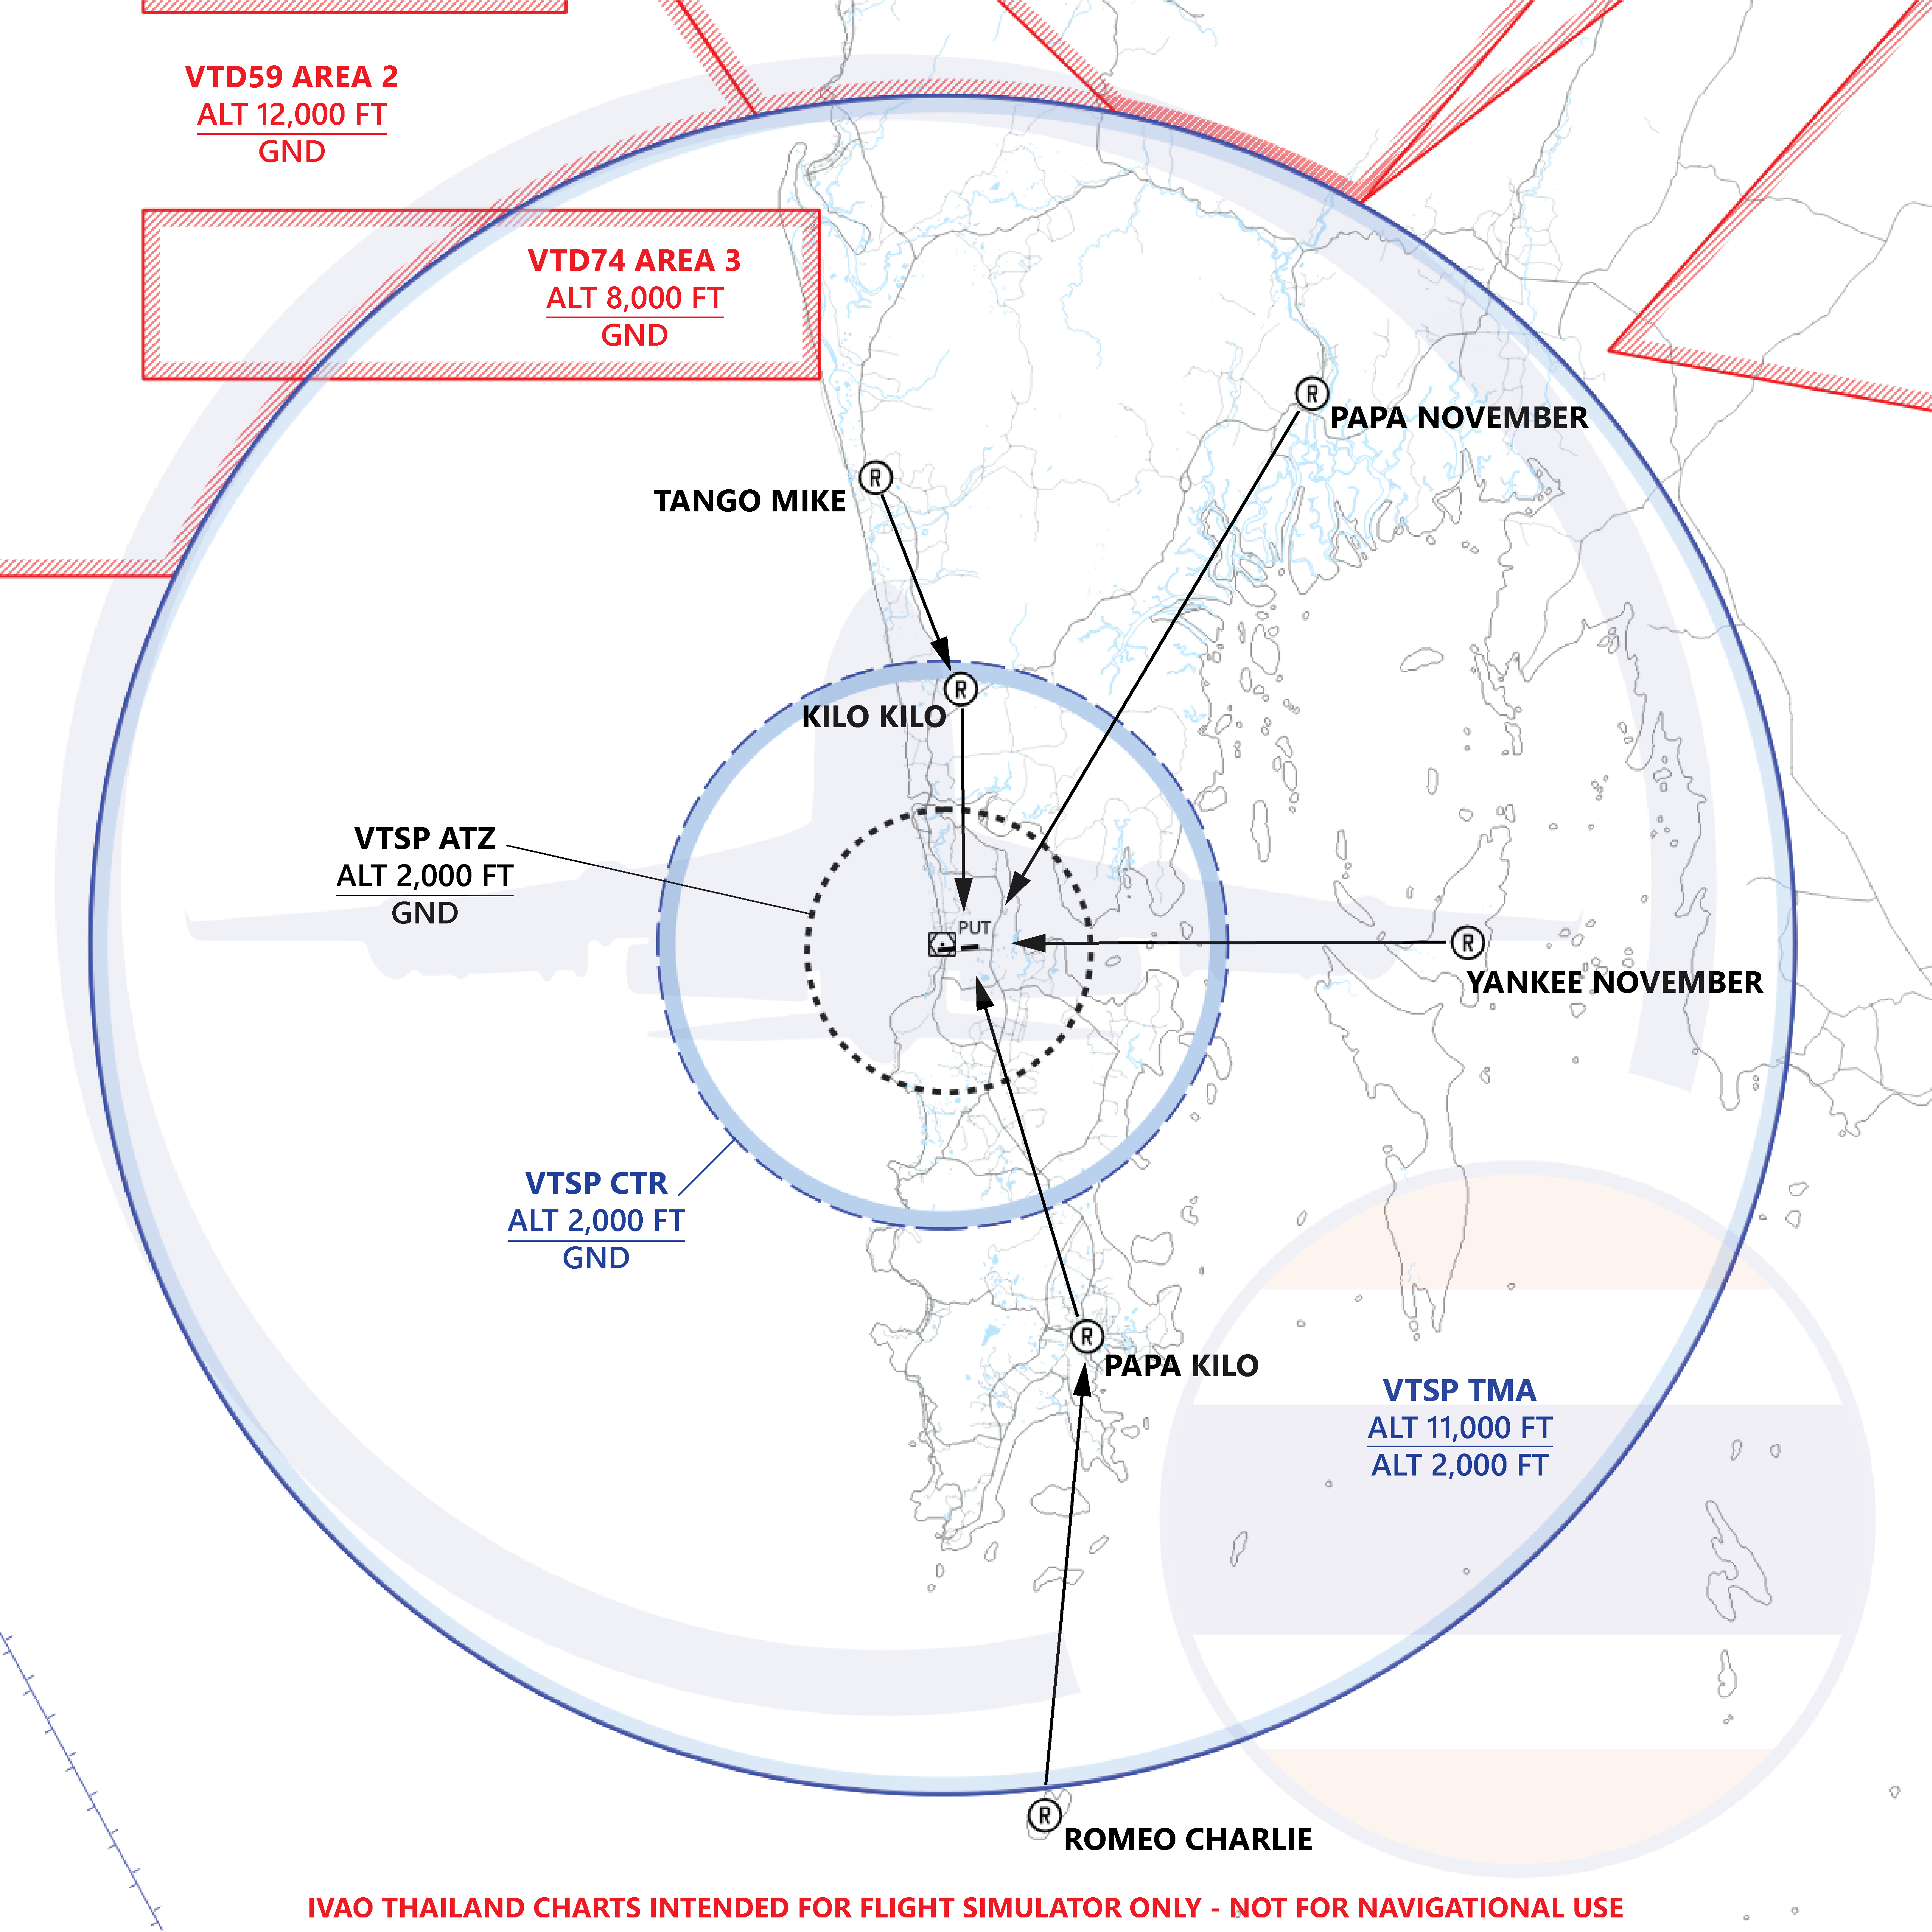 VTD59 AREA 2
ALT 12,000 FT
GND
VTD74 AREA 3
ALT 8,000 FT
GND
R
PAPA NOVEMBER
R
TANGO MIKE
R
KILO KILO
VTSP ATZ
ALT 2,000 FT
GND
PUT
R
YANKEE NOVEMBER
VTSP CTR
ALT 2,000 FT
GND
R
PAPA KILO
VTSP TMA
ALT 11,000 FT
ALT 2,000 FT
R
ROMEO CHARLIE
IVAO THAILAND CHARTS INTENDED FOR FLIGHT SIMULATOR ONLY - NOT FOR NAVIGATIONAL USE